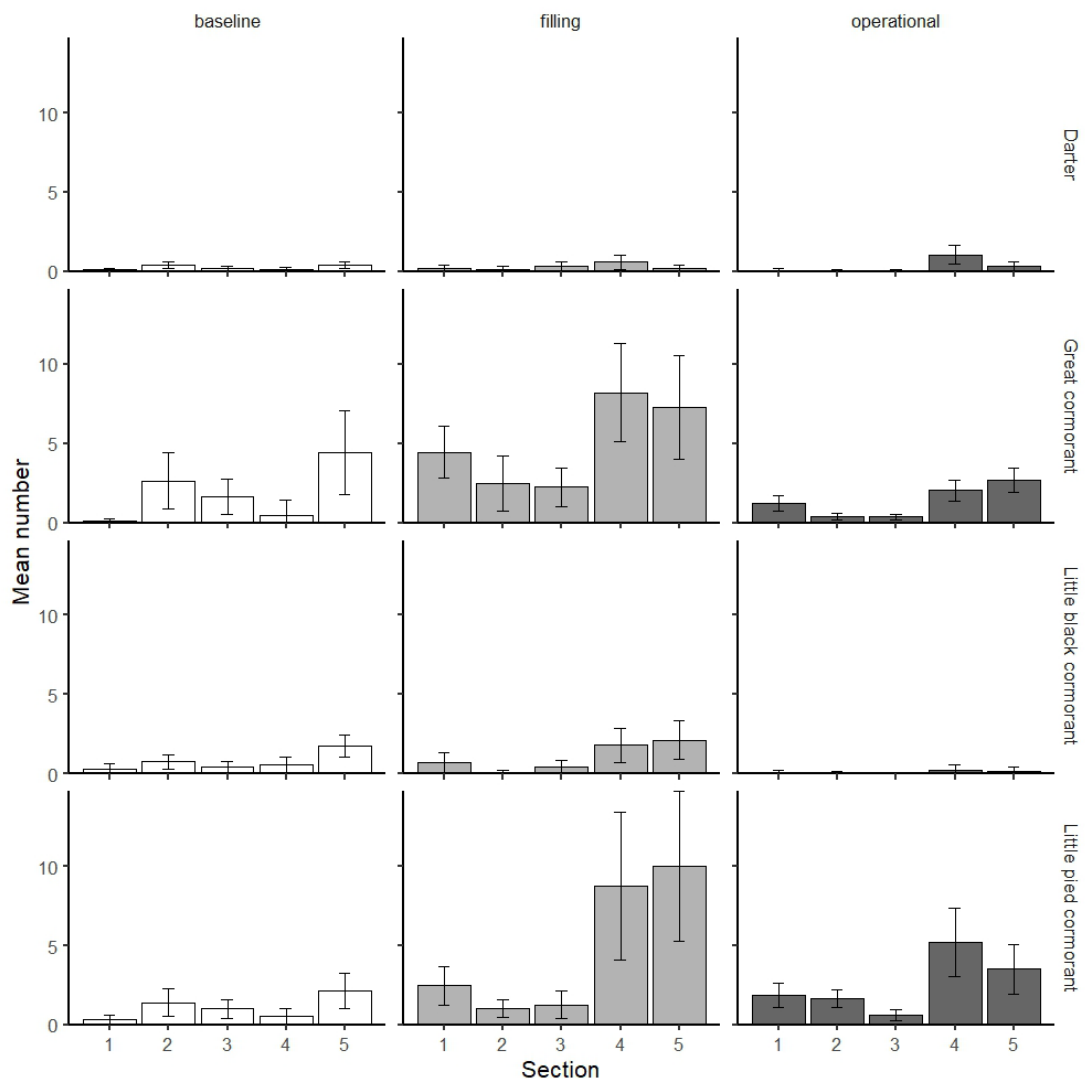 baseline filling operational
10
5
0
Darter
10
5
0
Great cormorant
10
5
0
Little black cormorant
10
5
0
Little pied cormorant
Mean number
1 2 3 4 5 1 2 3 4 5 1 2 3 4 5
Section